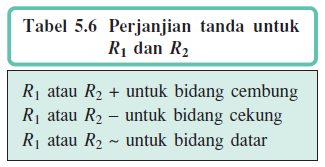 Tabel 5.6 Perjanjian tanda untuk
R₁ dan R₂
R₁ atau R₂ + untuk bidang cembung
R₁ atau R₂ – untuk bidang cekung
R₁ atau R₂ ~ untuk bidang datar